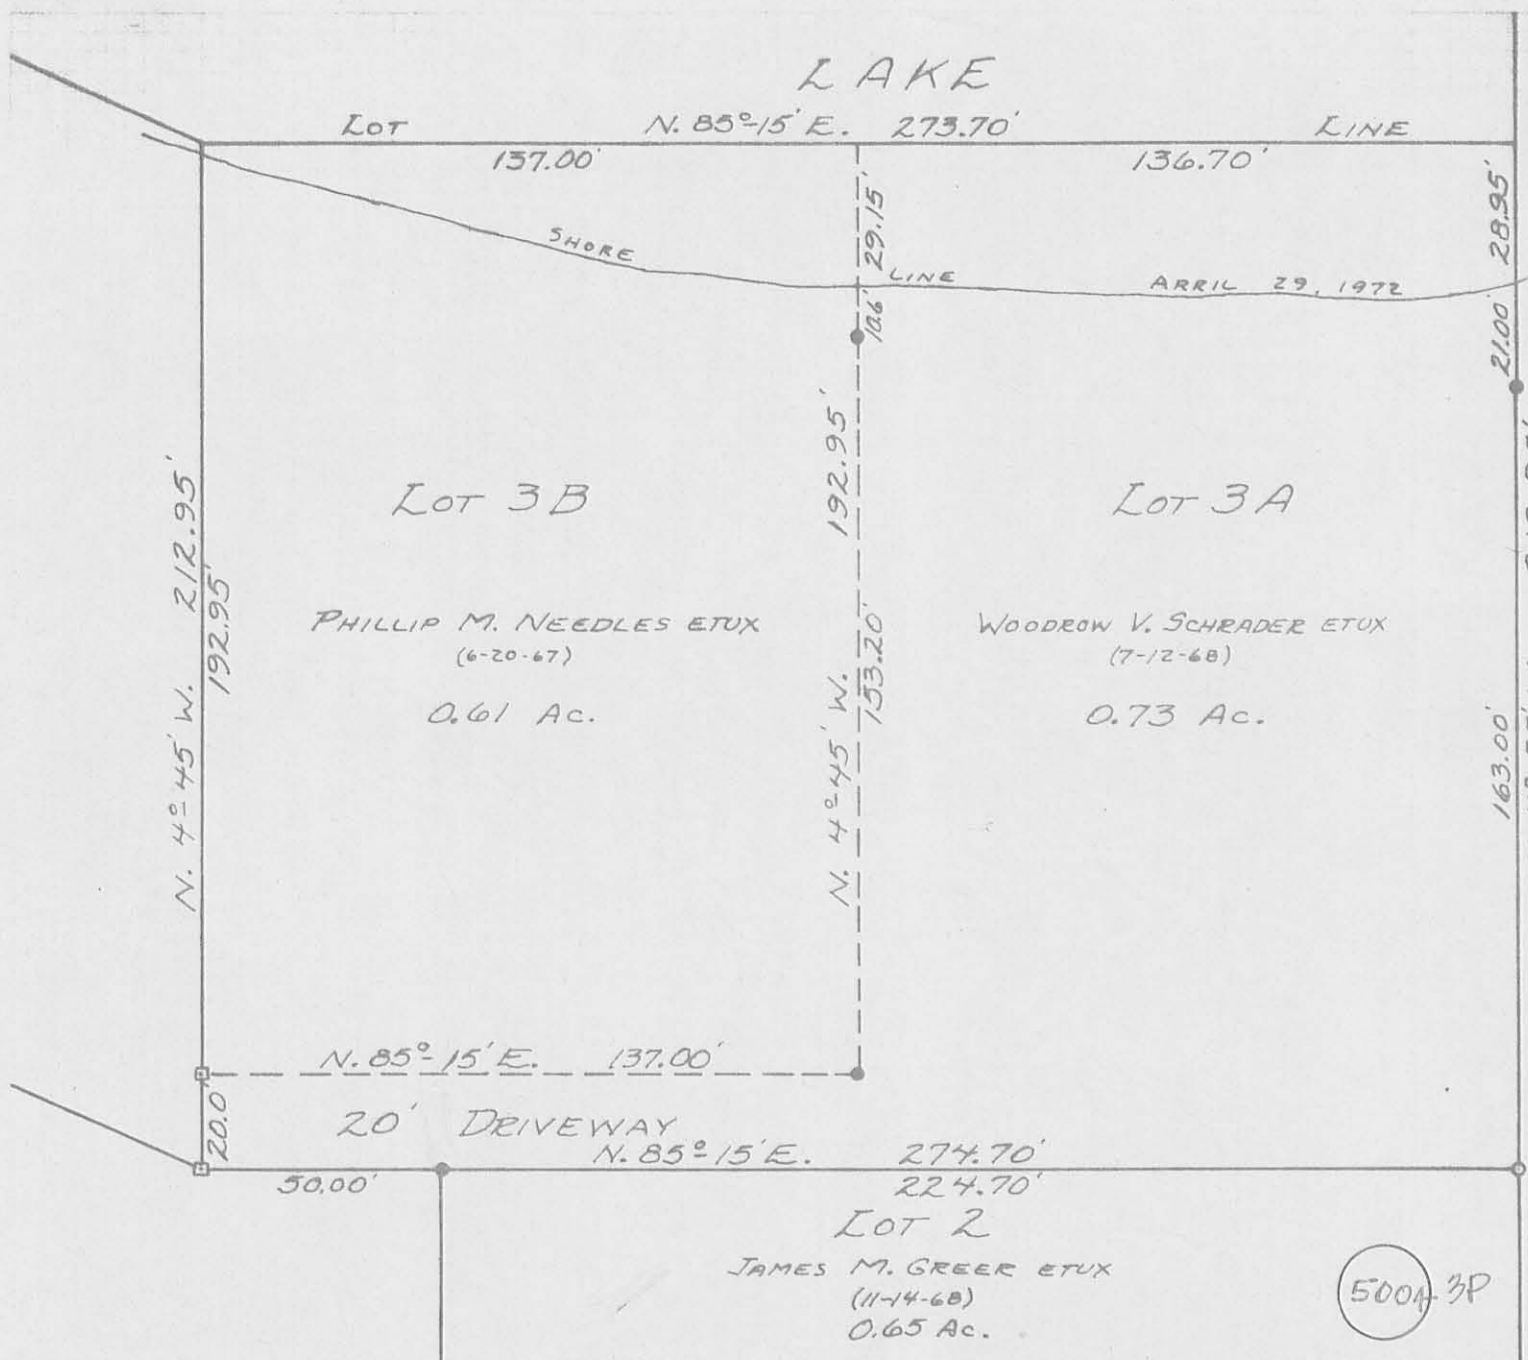 LAKE
LOT N. 85°-15' E. 273.70' LINE
137.00' 136.70'
29.15'
28.95'
SHORE LINE ARRIL 29, 1972
10.6'
21.00'
N. 4°-45' W. 212.95'
192.95'
LOT 3B
PHILLIP M. NEEDLES ETUX
(6-20-67)
0.61 Ac.
N. 4°-45' W. 192.95'
153.20'
LOT 3A
WOODROW V. SCHRADER ETUX
(7-12-68)
0.73 Ac.
163.00'
N. 85°-15' E. 137.00'
20.0'
20' DRIVEWAY
N. 85°-15' E. 274.70'
50.00' 224.70'
LOT 2
JAMES M. GREER ETUX
(11-14-68)
0.65 Ac.
500A-3P